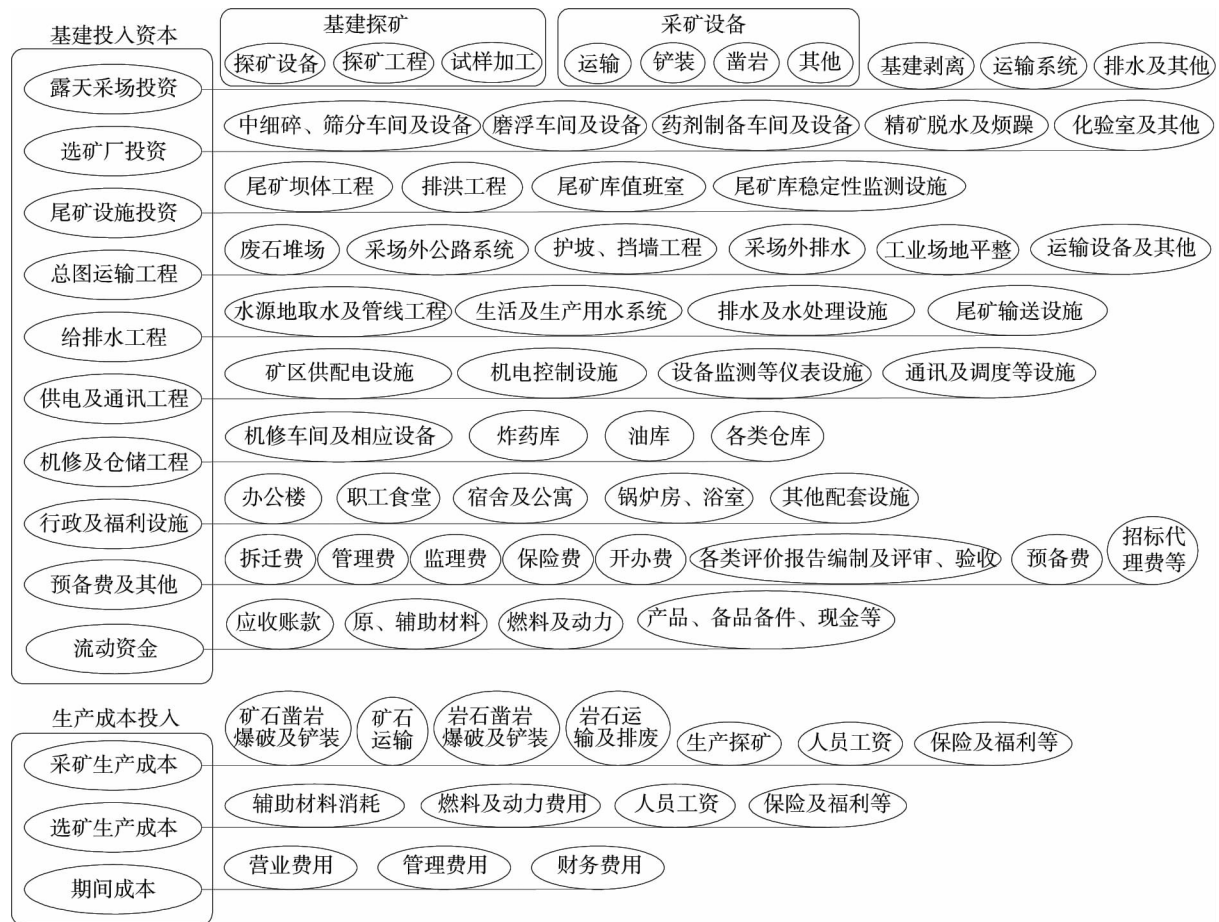 基建投入资本
基建探矿
探矿设备
探矿工程
试样加工
采矿设备
运输
铲装
凿岩
其他
基建剥离
运输系统
排水及其他
露天采场投资
中细碎、筛分车间及设备
磨浮车间及设备
药剂制备车间及设备
精矿脱水及烦躁
化验室及其他
选矿厂投资
尾矿坝体工程
排洪工程
尾矿库值班室
尾矿库稳定性监测设施
尾矿设施投资
废石堆场
采场外公路系统
护坡、挡墙工程
采场外排水
工业场地平整
运输设备及其他
总图运输工程
水源地取水及管线工程
生活及生产用水系统
排水及水处理设施
尾矿输送设施
给排水工程
矿区供配电设施
机电控制设施
设备监测等仪表设施
通讯及调度等设施
供电及通讯工程
机修车间及相应设备
炸药库
油库
各类仓库
机修及仓储工程
办公楼
职工食堂
宿舍及公寓
锅炉房、浴室
其他配套设施
行政及福利设施
拆迁费
管理费
监理费
保险费
开办费
各类评价报告编制及评审、验收
预备费
招标代
理费等
预备费及其他
应收账款
原、辅助材料
燃料及动力
产品、备品备件、现金等
流动资金
生产成本投入
矿石凿岩
爆破及铲装
矿石
运输
岩石凿岩
爆破及铲装
岩石运
输及排废
生产探矿
人员工资
保险及福利等
采矿生产成本
辅助材料消耗
燃料及动力费用
人员工资
保险及福利等
选矿生产成本
营业费用
管理费用
财务费用
期间成本